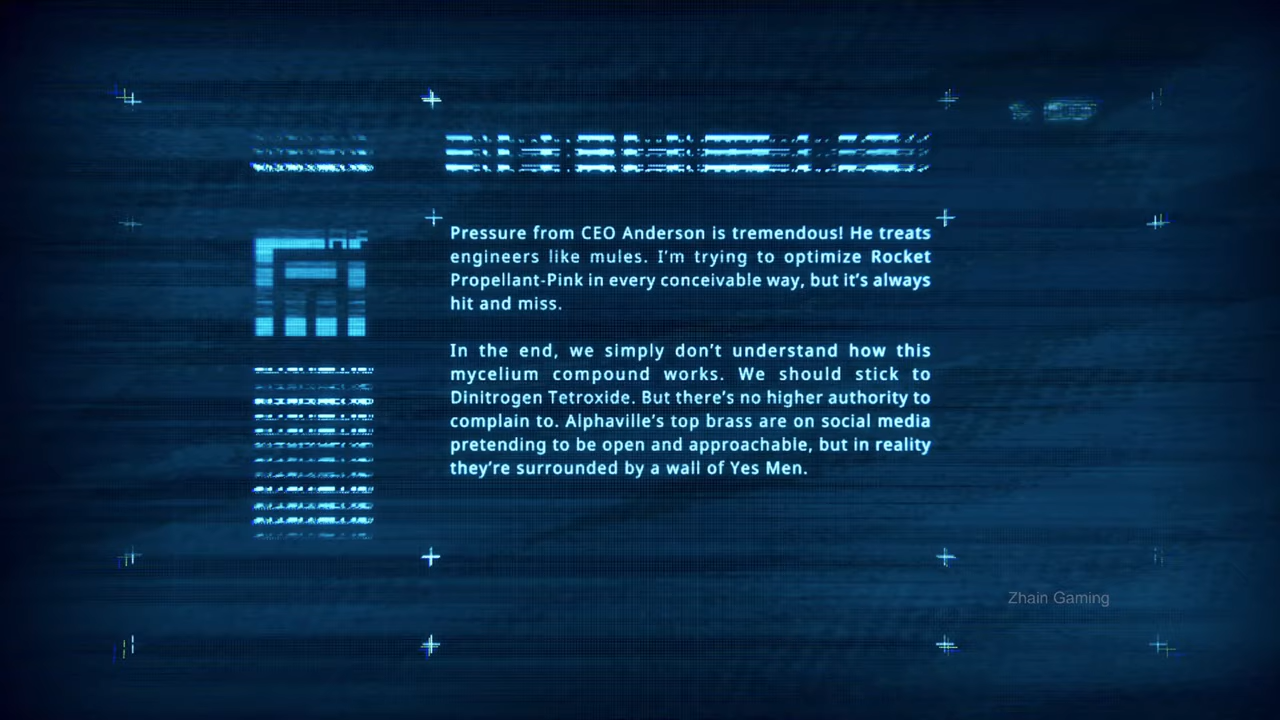 Pressure from CEO Anderson is tremendous! He treats
engineers like mules. I'm trying to optimize Rocket
Propellant-Pink in every conceivable way, but it's always
hit and miss.
In the end, we simply don't understand how this
mycelium compound works. We should stick to
Dinitrogen Tetroxide. But there's no higher authority to
complain to. Alphaville's top brass are on social media
pretending to be open and approachable, but in reality
they're surrounded by a wall of Yes Men.
Zhain Gaming